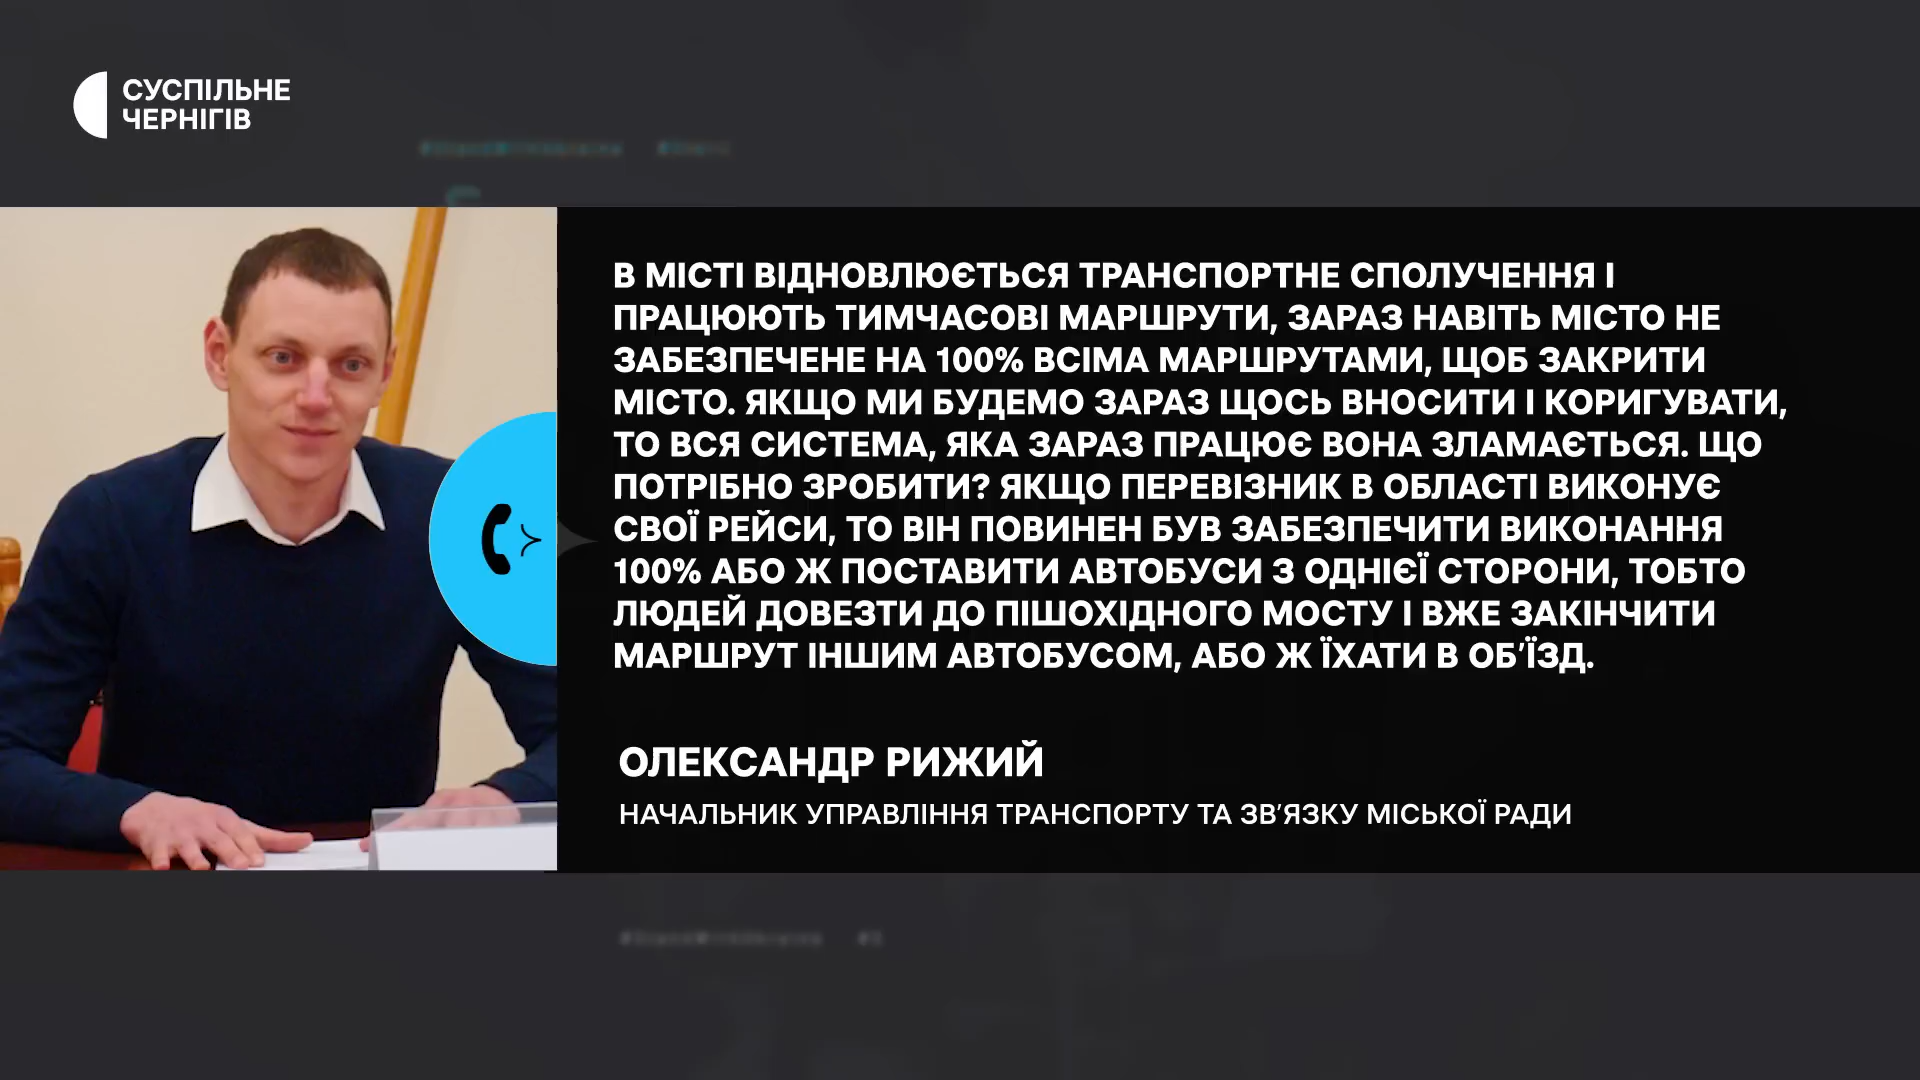 СУСПІЛЬНЕ
ЧЕРНІГІВ
В МІСТІ ВІДНОВЛЮЄТЬСЯ ТРАНСПОРТНЕ СПОЛУЧЕННЯ І
ПРАЦЮЮТЬ ТИМЧАСОВІ МАРШРУТИ, ЗАРАЗ НАВІТЬ МІСТО НЕ
ЗАБЕЗПЕЧЕНЕ НА 100% ВСІМА МАРШРУТАМИ, ЩОБ ЗАКРИТИ
МІСТО. ЯКЩО МИ БУДЕМО ЗАРАЗ ЩОСЬ ВНОСИТИ І КОРИГУВАТИ,
ТО ВСЯ СИСТЕМА, ЯКА ЗАРАЗ ПРАЦЮЄ ВОНА ЗЛАМАЄТЬСЯ. ЩО
ПОТРІБНО ЗРОБИТИ? ЯКЩО ПЕРЕВІЗНИК В ОБЛАСТІ ВИКОНУЄ
СВОЇ РЕЙСИ, ТО ВІН ПОВИНЕН БУВ ЗАБЕЗПЕЧИТИ ВИКОНАННЯ
100% АБО Ж ПОСТАВИТИ АВТОБУСИ З ОДНІЄЇ СТОРОНИ, ТОБТО
ЛЮДЕЙ ДОВЕЗТИ ДО ПІШОХІДНОГО МОСТУ І ВЖЕ ЗАКІНЧИТИ
МАРШРУТ ІНШИМ АВТОБУСОМ, АБО Ж ЇХАТИ В ОБ’ЇЗД.
ОЛЕКСАНДР РИЖИЙ
НАЧАЛЬНИК УПРАВЛІННЯ ТРАНСПОРТУ ТА ЗВ’ЯЗКУ МІСЬКОЇ РАДИ